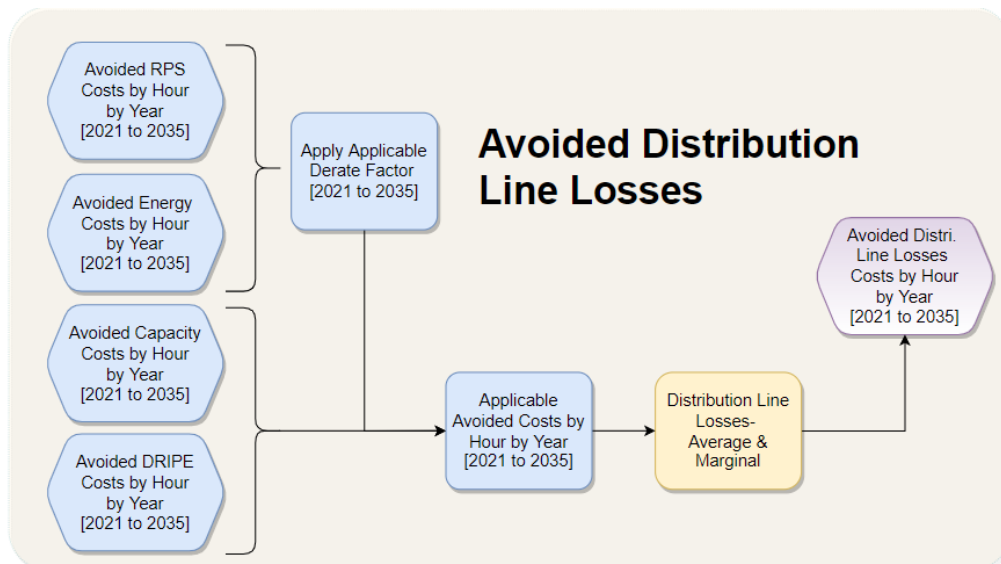 Avoided RPS
Costs by Hour
by Year
[2021 to 2035]
Avoided Energy
Costs by Hour by
Year
[2021 to 2035]
Avoided Capacity
Costs by Hour by
Year
[2021 to 2035]
Avoided DRIPE
Costs by Hour by
Year
[2021 to 2035]
Apply Applicable
Derate Factor
[2021 to 2035]
Avoided Distribution
Line Losses
Applicable
Avoided Costs by
Hour by Year
[2021 to 2035]
Distribution Line
Losses-
Average &
Marginal
Avoided Distri.
Line Losses
Costs by Hour
by Year
[2021 to 2035]